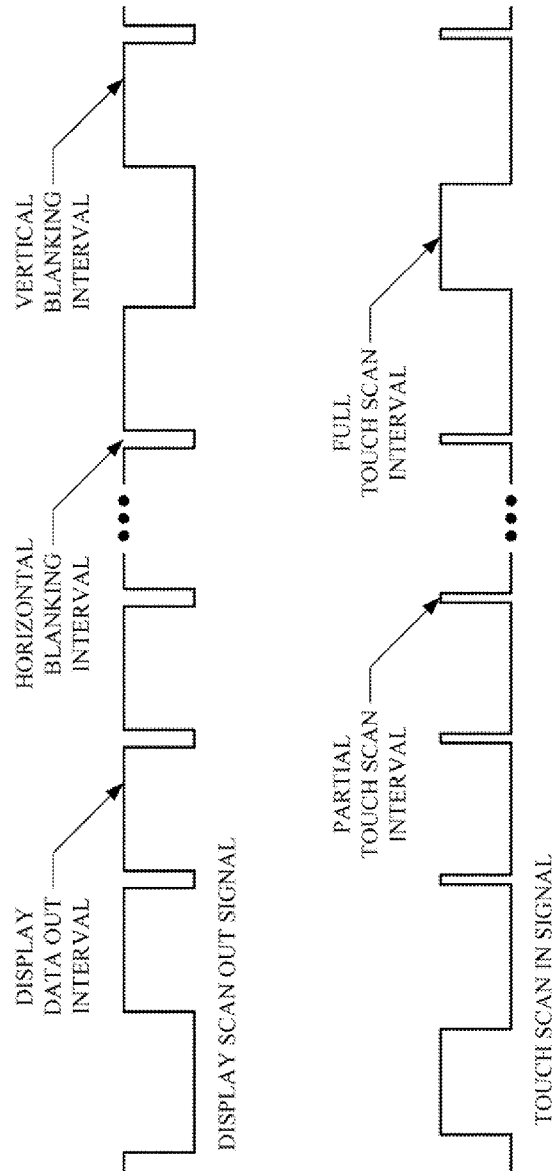 DISPLAY
DATA OUT
INTERVAL
HORIZONTAL
BLANKING
INTERVAL
VERTICAL
BLANKING
INTERVAL
DISPLAY SCAN OUT SIGNAL
PARTIAL
TOUCH SCAN
INTERVAL
FULL
TOUCH SCAN
INTERVAL
TOUCH SCAN IN SIGNAL